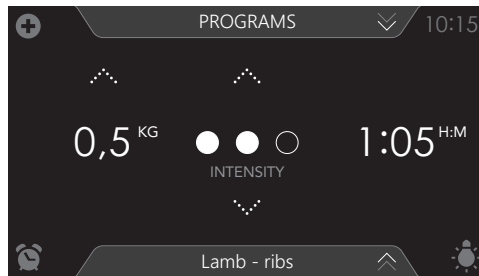 PROGRAMS
10:15
0,5 KG
1:05 H:M
INTENSITY
Lamb - ribs